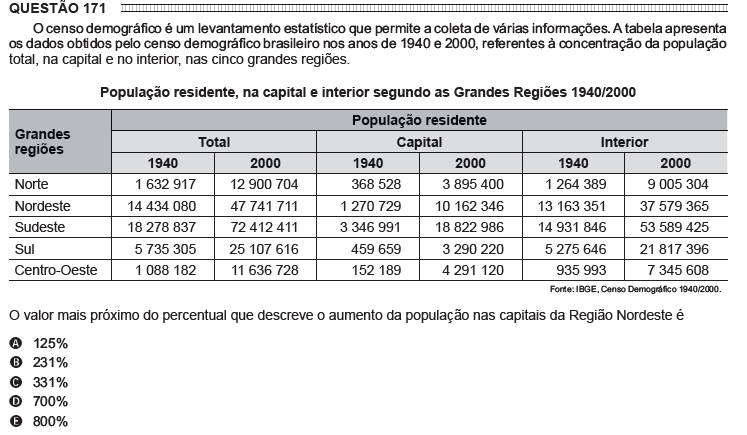 QUESTÃO 171
O censo demográfico é um levantamento estatístico que permite a coleta de várias informações. A tabela apresenta
os dados obtidos pelo censo demográfico brasileiro nos anos de 1940 e 2000, referentes à concentração da população
total, na capital e no interior, nas cinco grandes regiões.
População residente, na capital e interior segundo as Grandes Regiões 1940/2000
Grandes regiões
População residente
Total Capital Interior
1940 2000 1940 2000 1940 2000
Norte 1 632 917 12 900 704 368 528 3 895 400 1 264 389 9 005 304
Nordeste 14 434 080 47 741 711 1 270 729 10 162 346 13 163 351 37 579 365
Sudeste 18 278 837 72 412 411 3 346 991 18 822 986 14 931 846 53 589 425
Sul 5 735 305 25 107 616 459 659 3 290 220 5 275 646 21 817 396
Centro-Oeste 1 088 182 11 636 728 152 189 4 291 120 935 993 7 345 608
Fonte: IBGE, Censo Demográfico 1940/2000.
O valor mais próximo do percentual que descreve o aumento da população nas capitais da Região Nordeste é
A 125%
B 231%
C 331%
D 700%
E 800%